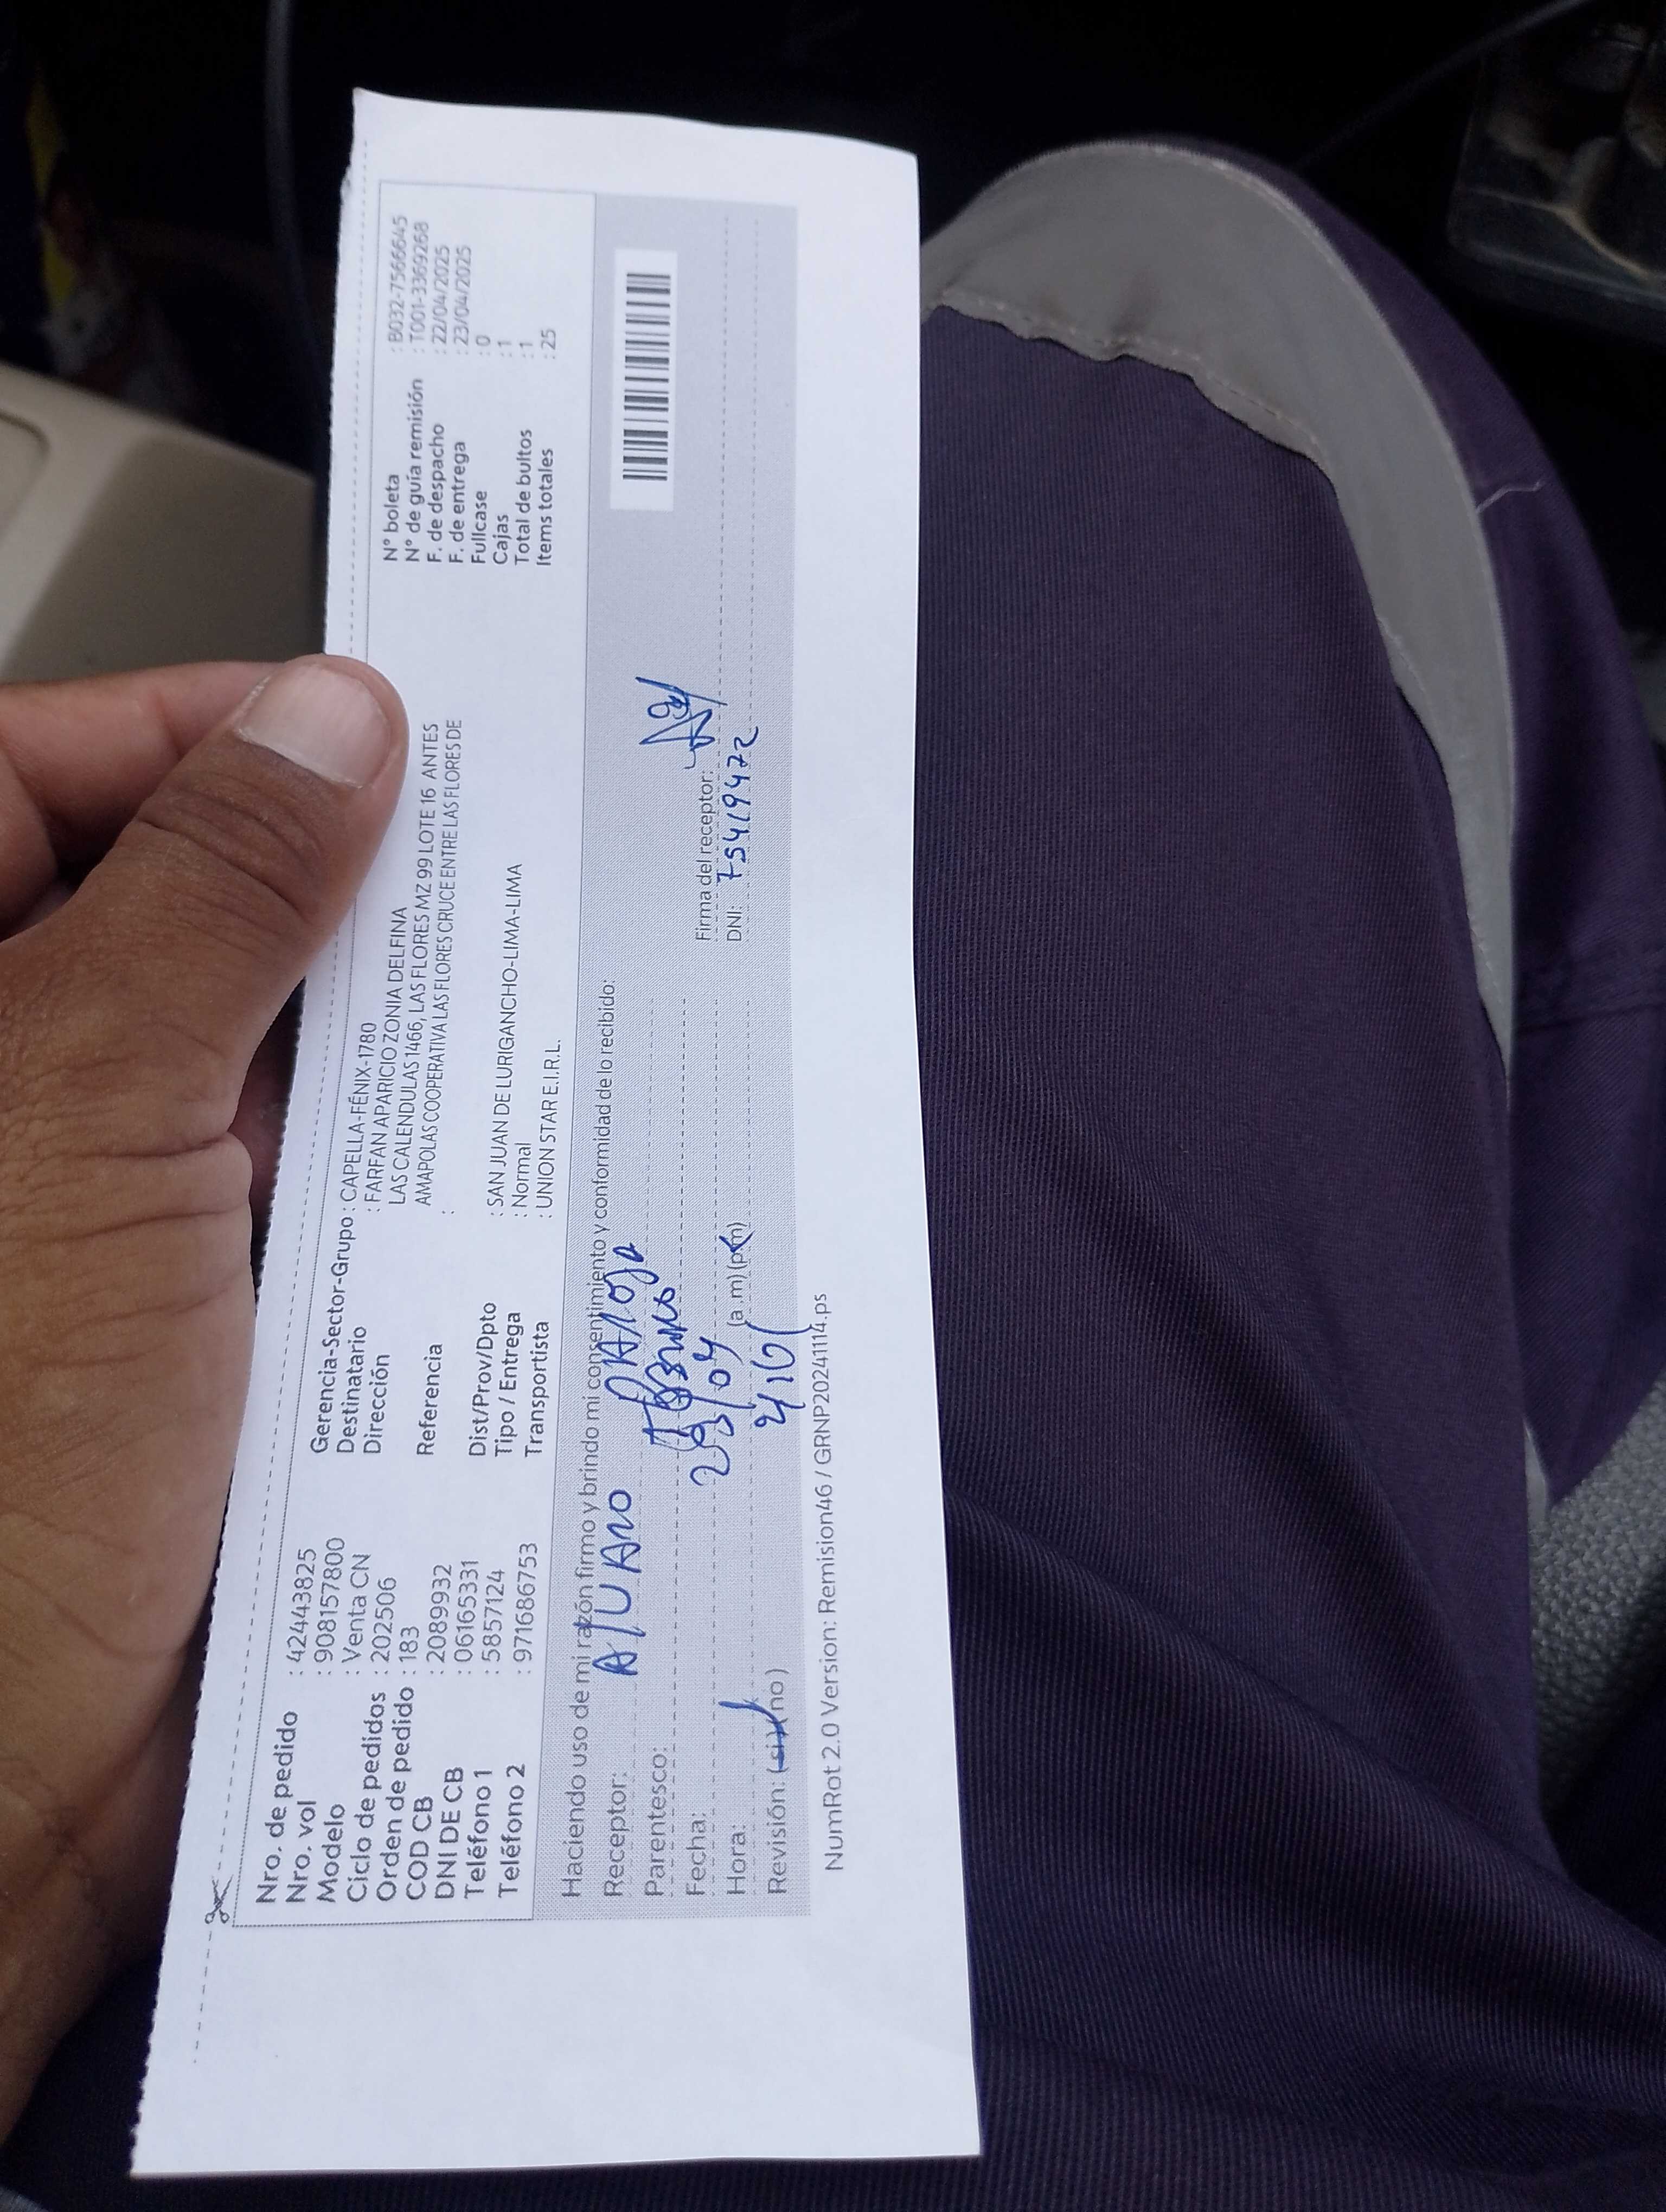 Nro. de pedido : 42443825
Nro. vol : 908157800
Modelo : Venta CN
Ciclo de pedidos : 202506
Orden de pedido : 183
COD CB : 2089932
DNI DE CB : 06165331
Teléfono 1 : 5857124
Teléfono 2 : 971686753
Gerencia-Sector-Grupo : CAPELLA-FÉNIX-1780
Destinatario : FARFAN APARICIO ZONIA DELFINA
Dirección LAS CALENDULAS 1466, LAS FLORES MZ 99 LOTE 16 ANTES
AMAPOLAS COOPERATIVA LAS FLORES CRUCE ENTRE LAS FLORES DE
Referencia :
Dist/Prov/Dpto : SAN JUAN DE LURIGANCHO-LIMA-LIMA
Tipo / Entrega : Normal
Transportista : UNION STAR E.I.R.L.
N° boleta : B032-7566645
N° de guía remisión : T001-3369268
F. de despacho : 22/04/2025
F. de entrega : 23/04/2025
Fullcase : 0
Cajas : 1
Total de bultos : 1
Items totales : 25
Haciendo uso de mi razón firmo y brindo mi consentimiento y conformidad de lo recibido:
Receptor:
Parentesco:
Fecha: 23/04
Hora: (a.m) (p.m)
Revisión: (si) (no)
Firma del receptor:
DNI: 75419472
NumRot 2.0 Version: Remision46 / GRNP20241114.ps